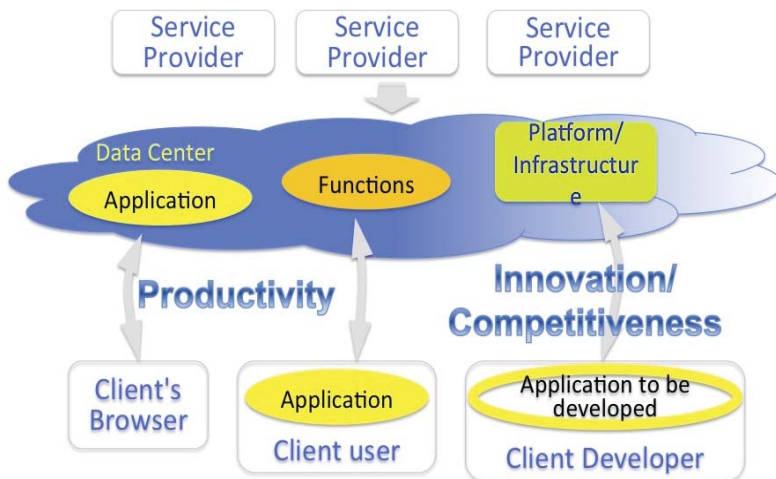 Service
Provider
Service
Provider
Service
Provider
Data Center
Application
Functions
Platform/
Infrastructur
e
Productivity
Innovation/
Competitiveness
Client's
Browser
Application
Client user
Application to be
developed
Client Developer